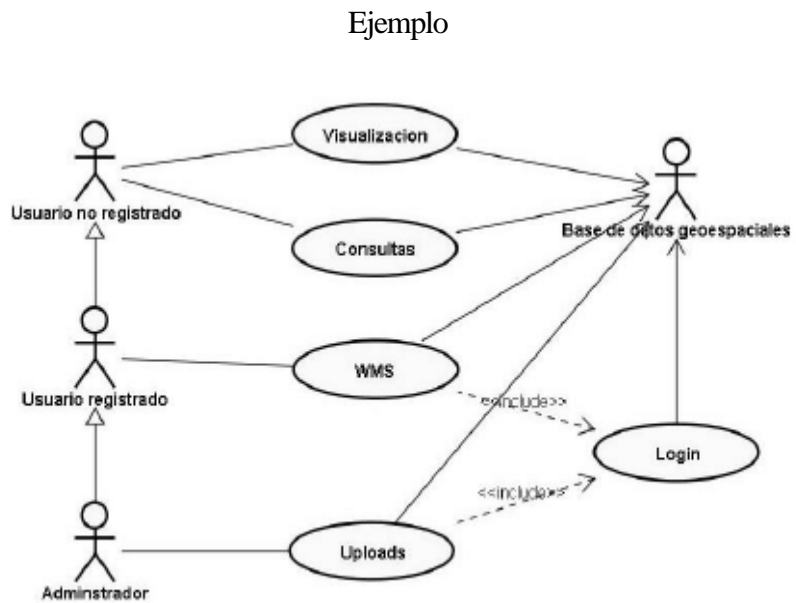 Ejemplo
Visualizacion
Usuario no registrado
Consultas
Base de datos geoespaciales
Usuario registrado
WMS
<<include>>
Login
<<include>>
Uploads
Adminstrador